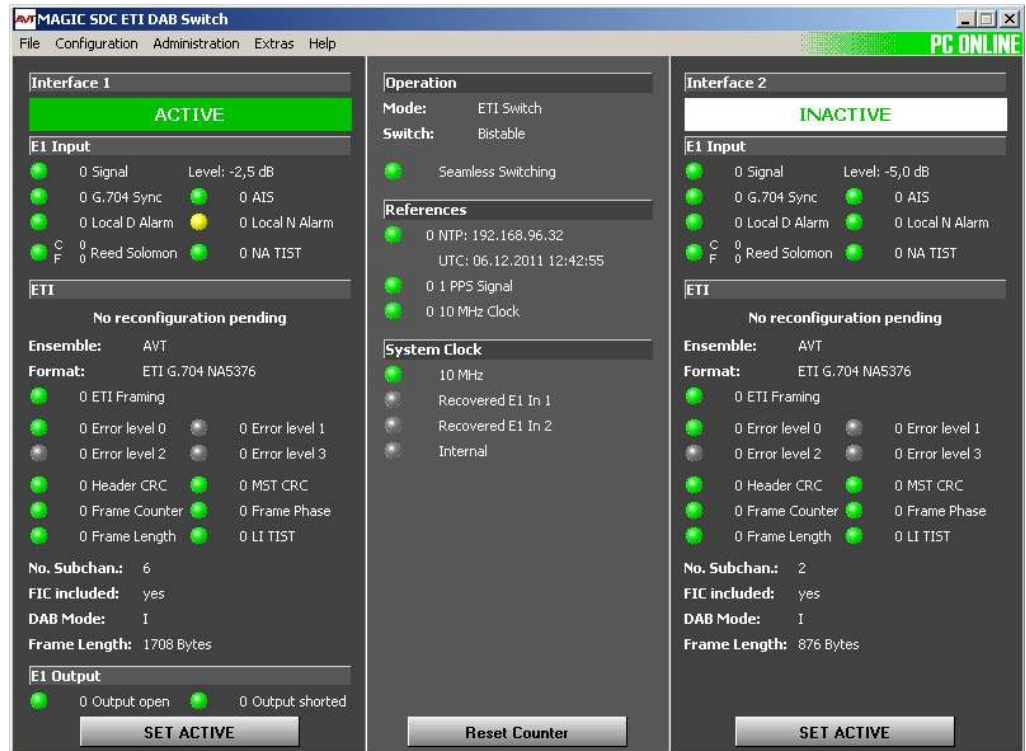 AVT MAGIC SDC ETI DAB Switch
File Configuration Administration Extras Help
PC ONLINE
Interface 1
ACTIVE
E1 Input
0 Signal Level: -2,5 dB
0 G.704 Sync 0 AIS
0 Local D Alarm 0 Local N Alarm
C 0
F 0 Reed Solomon 0 NA TIST
ETI
No reconfiguration pending
Ensemble: AVT
Format: ETI G.704 NA5376
0 ETI Framing
0 Error level 0 0 Error level 1
0 Error level 2 0 Error level 3
0 Header CRC 0 MST CRC
0 Frame Counter 0 Frame Phase
0 Frame Length 0 LI TIST
No. Subchan.: 6
FIC included: yes
DAB Mode: I
Frame Length: 1708 Bytes
E1 Output
0 Output open 0 Output shorted
SET ACTIVE
Operation
Mode: ETI Switch
Switch: Bistable
Seamless Switching
References
0 NTP: 192.168.96.32
UTC: 06.12.2011 12:42:55
0 1 PPS Signal
0 10 MHz Clock
System Clock
10 MHz
Recovered E1 In 1
Recovered E1 In 2
Internal
Reset Counter
Interface 2
INACTIVE
E1 Input
0 Signal Level: -5,0 dB
0 G.704 Sync 0 AIS
0 Local D Alarm 0 Local N Alarm
C 0
F 0 Reed Solomon 0 NA TIST
ETI
No reconfiguration pending
Ensemble: AVT
Format: ETI G.704 NA5376
0 ETI Framing
0 Error level 0 0 Error level 1
0 Error level 2 0 Error level 3
0 Header CRC 0 MST CRC
0 Frame Counter 0 Frame Phase
0 Frame Length 0 LI TIST
No. Subchan.: 2
FIC included: yes
DAB Mode: I
Frame Length: 876 Bytes
SET ACTIVE